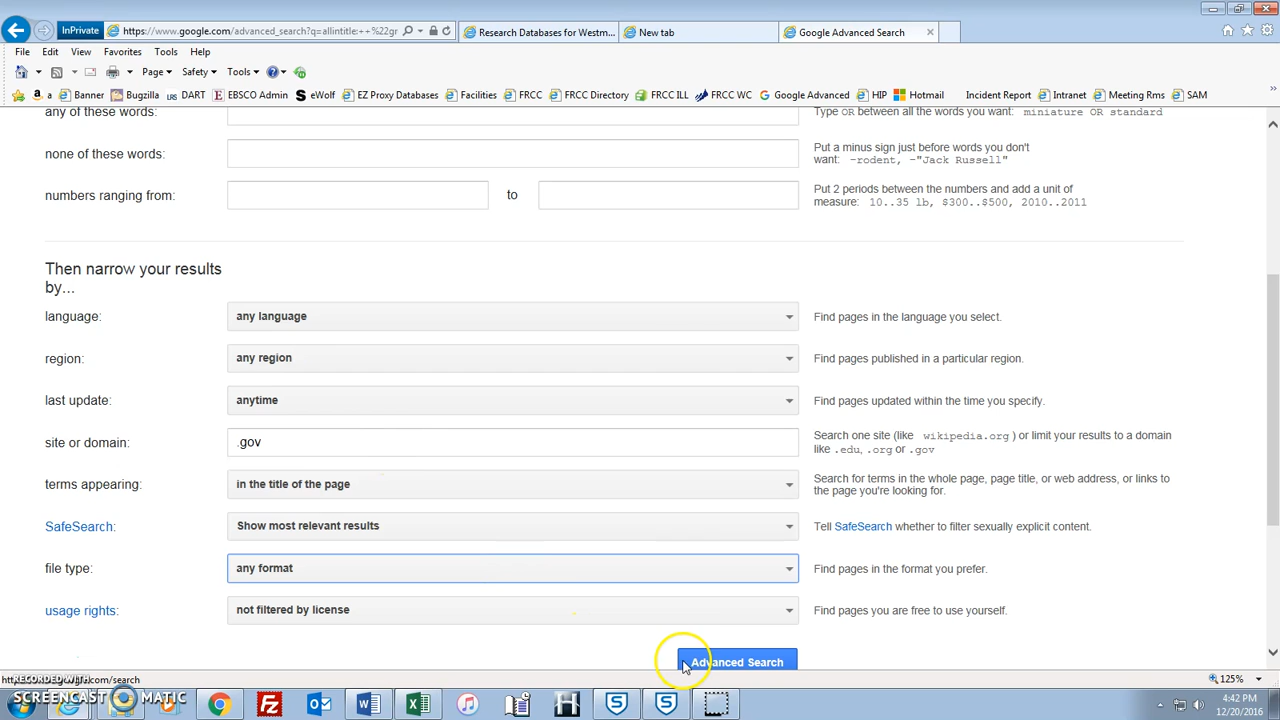 InPrivate
https://www.google.com/advanced_search?q=allintitle:++%22gr
Research Databases for Westm...
New tab
Google Advanced Search
File Edit View Favorites Tools Help
Page Safety Tools
Banner Bugzilla DART EBSCO Admin eWolf EZ Proxy Databases Facilities FRCC FRCC Directory FRCC ILL FRCC WC Google Advanced HIP Hotmail Incident Report Intranet Meeting Rms SAM
any of these words:
Type OR between all the words you want: miniature OR standard
none of these words:
Put a minus sign just before words you don't
want: -rodent, -"Jack Russell"
numbers ranging from:
to
Put 2 periods between the numbers and add a unit of
measure: 10..35 lb, $300..$500, 2010..2011
Then narrow your results
by...
language:
any language
Find pages in the language you select.
region:
any region
Find pages published in a particular region.
last update:
anytime
Find pages updated within the time you specify.
site or domain:
.gov
Search one site (like wikipedia.org ) or limit your results to a domain
like .edu, .org or .gov
terms appearing:
in the title of the page
Search for terms in the whole page, page title, or web address, or links to
the page you're looking for.
SafeSearch:
Show most relevant results
Tell SafeSearch whether to filter sexually explicit content.
file type:
any format
Find pages in the format you prefer.
usage rights:
not filtered by license
Find pages you are free to use yourself.
Advanced Search
125%
RECORDED WITH
SCREENCAST MATIC
4:42 PM
12/20/2016